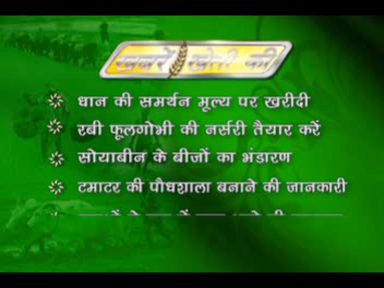 खबरें खेती की
धान की समर्थन मूल्य पर खरीदी
रबी फूलगोभी की नर्सरी तैयार करें
सोयाबीन के बीजों का भंडारण
टमाटर की पौधशाला बनाने की जानकारी